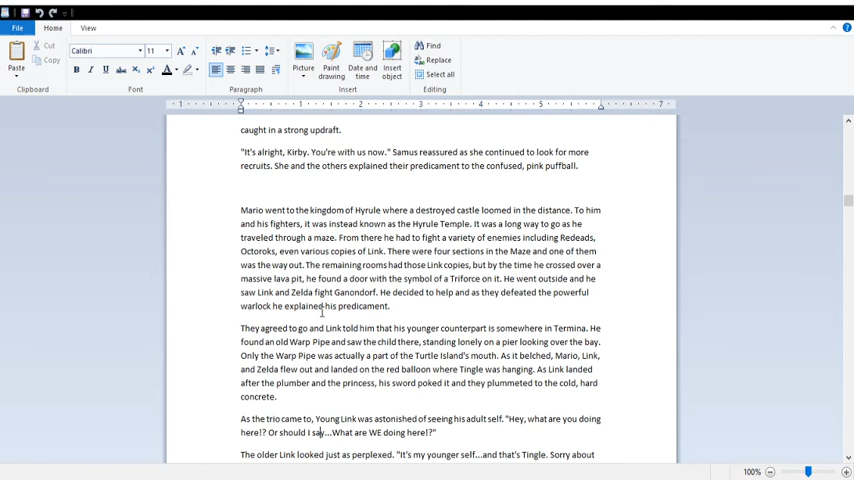 File
Home
View
Cut
Copy
Paste
Clipboard
Calibri
11
Font
Paragraph
Picture
Paint drawing
Date and time
Insert object
Insert
Find
Replace
Select all
Editing
1 1 2 3 4 5 7
caught in a strong updraft.
"It's alright, Kirby. You're with us now." Samus reassured as she continued to look for more
recruits. She and the others explained their predicament to the confused, pink puffball.
Mario went to the kingdom of Hyrule where a destroyed castle loomed in the distance. To him
and his fighters, it was instead known as the Hyrule Temple. It was a long way to go as he
traveled through a maze. From there he had to fight a variety of enemies including Redeads,
Octoroks, even various copies of Link. There were four sections in the Maze and one of them
was the way out. The remaining rooms had those Link copies, but by the time he crossed over a
massive lava pit, he found a door with the symbol of a Triforce on it. He went outside and he
saw Link and Zelda fight Ganondorf. He decided to help and as they defeated the powerful
warlock he explained his predicament.
They agreed to go and Link told him that his younger counterpart is somewhere in Termina. He
found an old Warp Pipe and saw the child there, standing lonely on a pier looking over the bay.
Only the Warp Pipe was actually a part of the Turtle Island's mouth. As it belched, Mario, Link,
and Zelda flew out and landed on the red balloon where Tingle was hanging. As Link landed
after the plumber and the princess, his sword poked it and they plummeted to the cold, hard
concrete.
As the trio came to, Young Link was astonished of seeing his adult self. "Hey, what are you doing
here!? Or should I say...What are WE doing here!?"
The older Link looked just as perplexed. "It's my younger self...and that's Tingle. Sorry about
100%